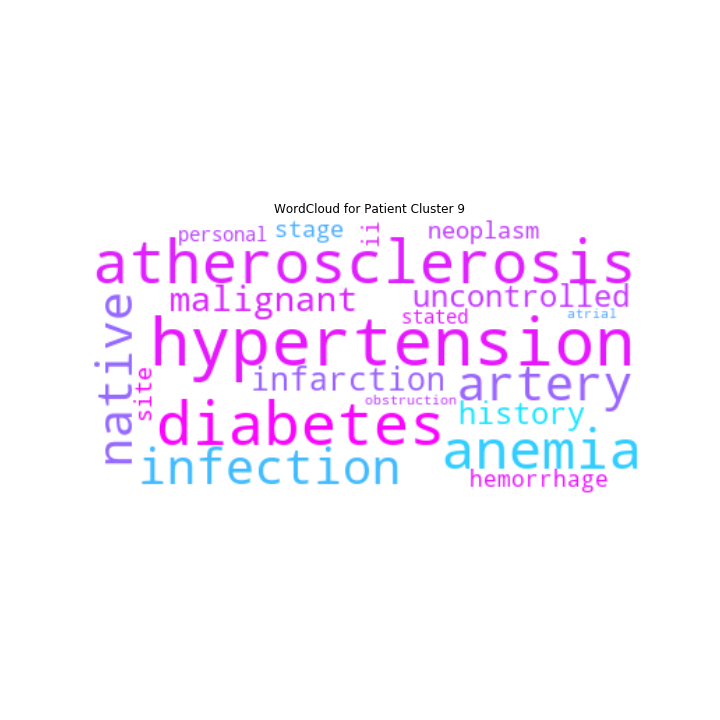 WordCloud for Patient Cluster 9
personal
stage
ii
neoplasm
atherosclerosis
malignant
uncontrolled
stated
atrial
native
hypertension
site
infarction
artery
obstruction
diabetes
history
anemia
infection
hemorrhage